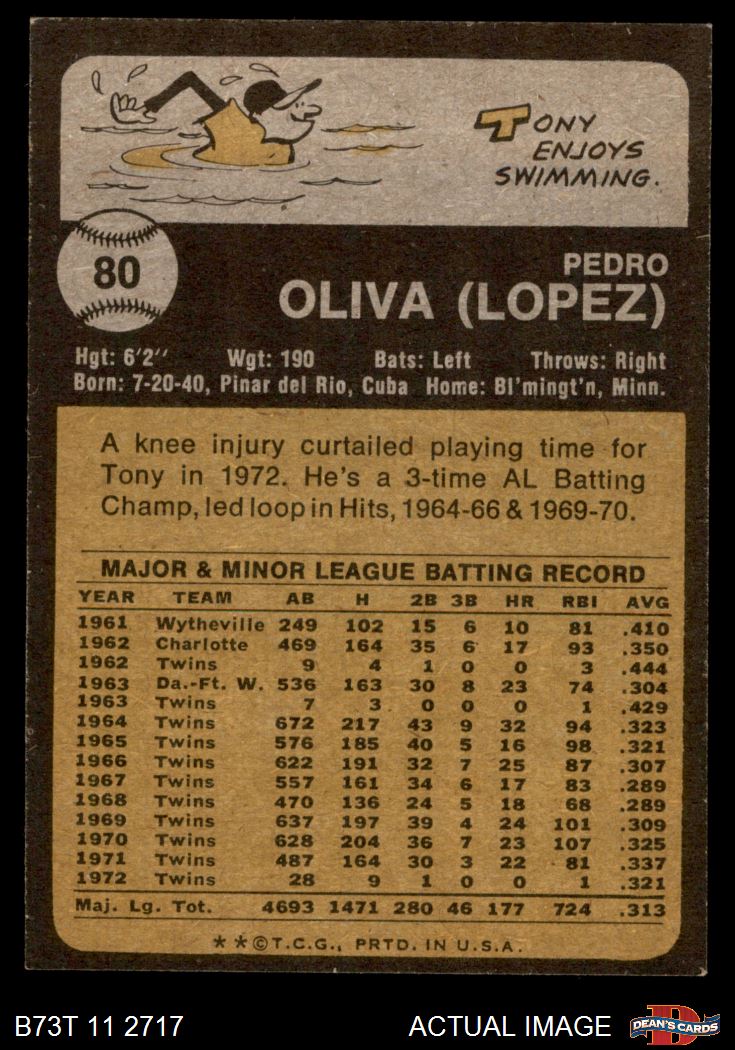 TONY
ENJOYS
SWIMMING.
80
PEDRO
OLIVA (LOPEZ)
Hgt: 6'2" Wgt: 190 Bats: Left Throws: Right
Born: 7-20-40, Pinar del Rio, Cuba Home: Bl'mingt'n, Minn.
A knee injury curtailed playing time for
Tony in 1972. He's a 3-time AL Batting
Champ, led loop in Hits, 1964-66 & 1969-70.
MAJOR & MINOR LEAGUE BATTING RECORD
YEAR TEAM AB H 2B 3B HR RBI AVG
1961 Wytheville 249 102 15 6 10 81 .410
1962 Charlotte 469 164 35 6 17 93 .350
1962 Twins 9 4 1 0 0 3 .444
1963 Da.-Ft. W. 536 163 30 8 23 74 .304
1963 Twins 7 3 0 0 0 1 .429
1964 Twins 672 217 43 9 32 94 .323
1965 Twins 576 185 40 5 16 98 .321
1966 Twins 622 191 32 7 25 87 .307
1967 Twins 557 161 34 6 17 83 .289
1968 Twins 470 136 24 5 18 68 .289
1969 Twins 637 197 39 4 24 101 .309
1970 Twins 628 204 36 7 23 107 .325
1971 Twins 487 164 30 3 22 81 .337
1972 Twins 28 9 1 0 0 1 .321
Maj. Lg. Tot. 4693 1471 280 46 177 724 .313
* * © T.C.G., PRTD. IN U.S.A.
B73T 11 2717 ACTUAL IMAGE D DEAN'S CARDS